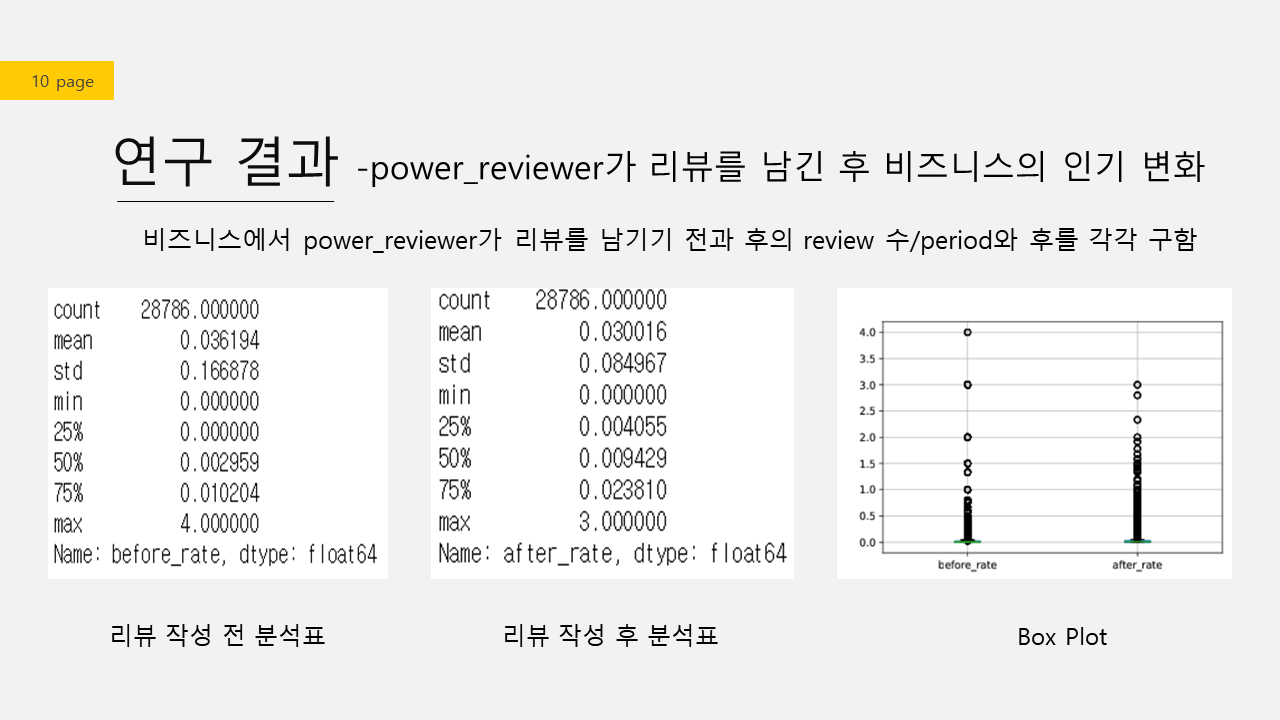 10 page
연구 결과 -power_reviewer가 리뷰를 남긴 후 비즈니스의 인기 변화
비즈니스에서 power_reviewer가 리뷰를 남기기 전과 후의 review 수/period와 후를 각각 구함
count 28786.000000
mean 0.036194
std 0.166878
min 0.000000
25% 0.000000
50% 0.002959
75% 0.010204
max 4.000000
Name: before_rate, dtype: float64
count 28786.000000
mean 0.030016
std 0.084967
min 0.000000
25% 0.004055
50% 0.009429
75% 0.023810
max 3.000000
Name: after_rate, dtype: float64
4.0
3.5
3.0
2.5
2.0
1.5
1.0
0.5
0.0
before_rate after_rate
리뷰 작성 전 분석표
리뷰 작성 후 분석표
Box Plot